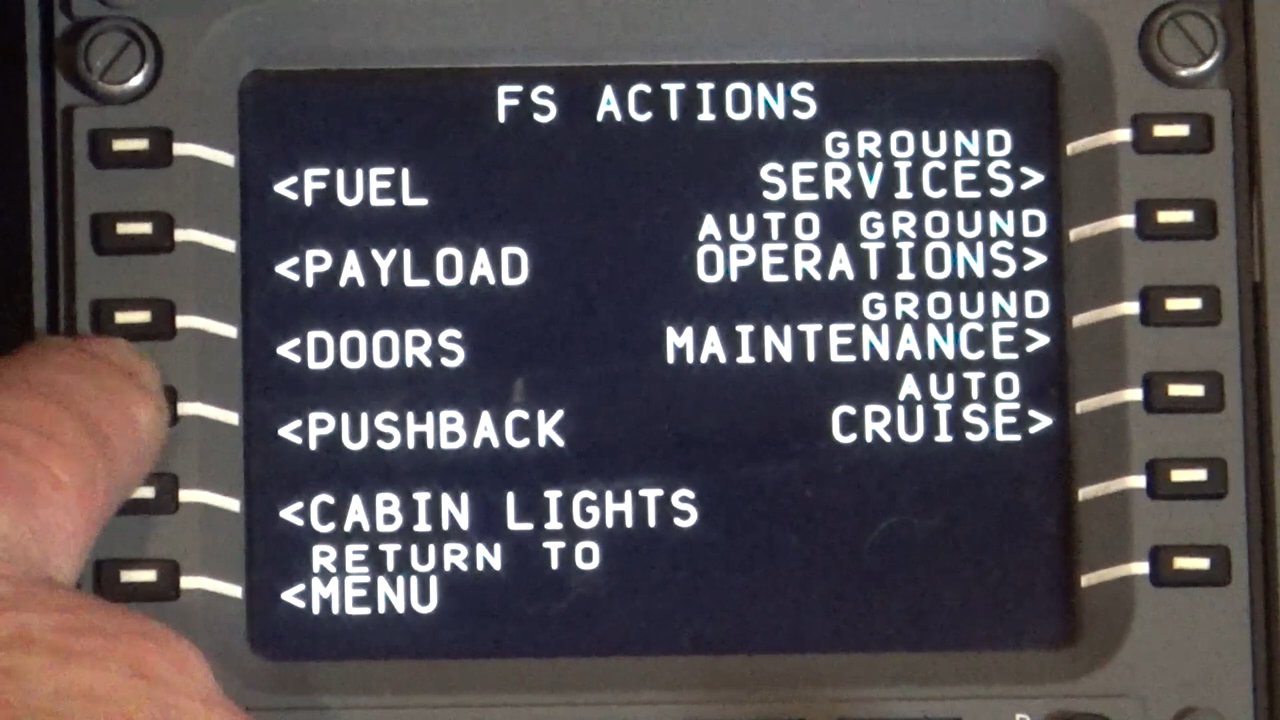 FS ACTIONS
GROUND
<FUEL SERVICES>
AUTO GROUND
<PAYLOAD OPERATIONS>
GROUND
<DOORS MAINTENANCE>
AUTO
<PUSHBACK CRUISE>
<CABIN LIGHTS
RETURN TO
<MENU